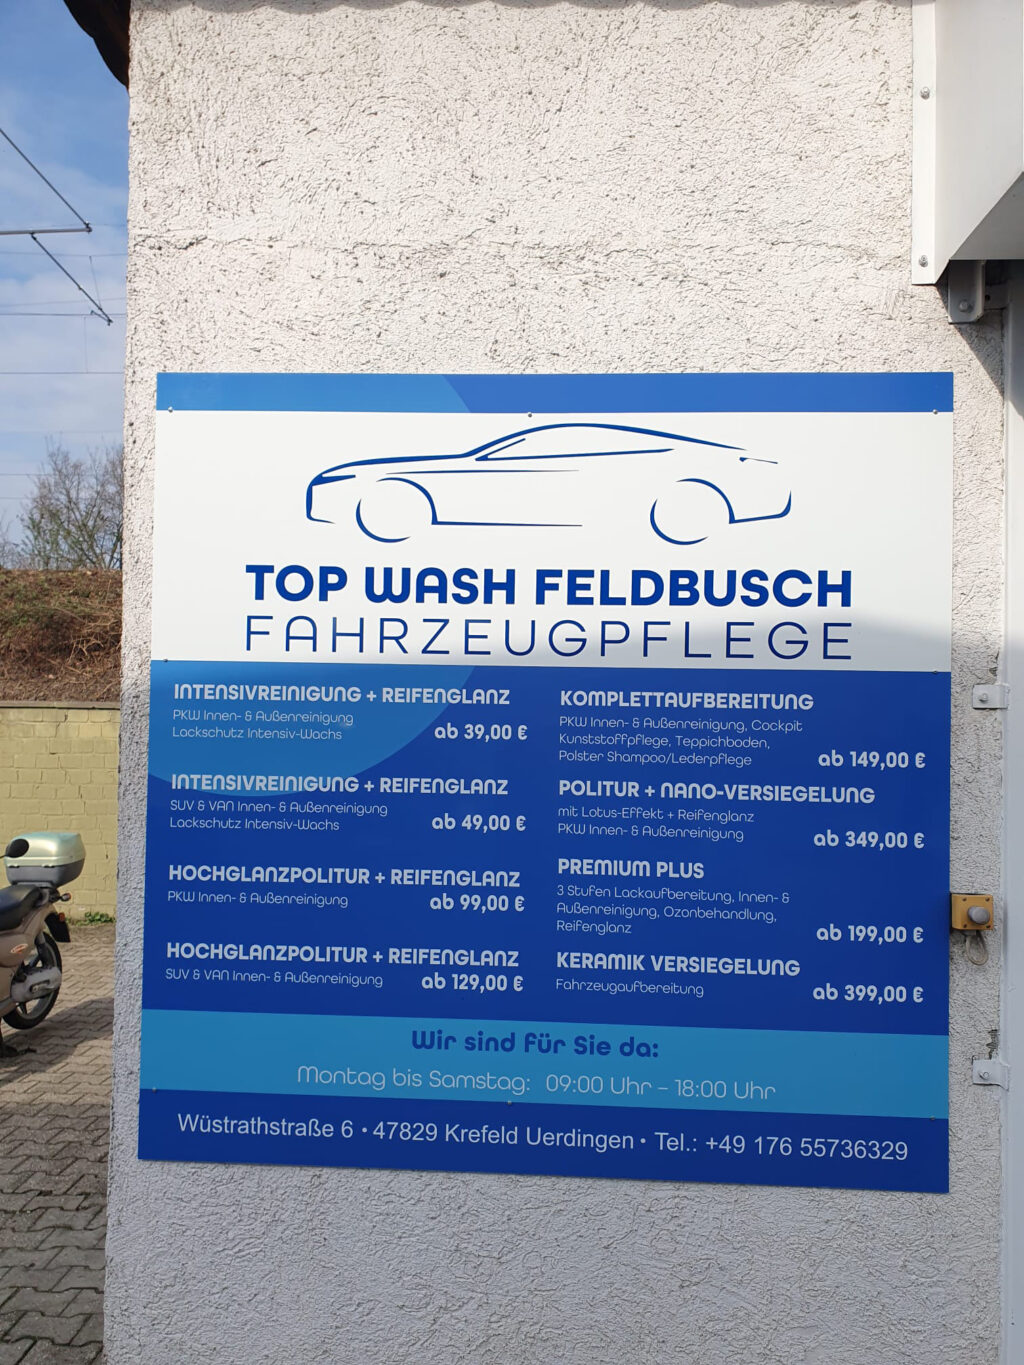 TOP WASH FELDBUSCH
FAHRZEUGPFLEGE
INTENSIVREINIGUNG + REIFENGLANZ
PKW Innen- & Außenreinigung
Lackschutz Intensiv-Wachs
ab 39,00 €
INTENSIVREINIGUNG + REIFENGLANZ
SUV & VAN Innen- & Außenreinigung
Lackschutz Intensiv-Wachs
ab 49,00 €
HOCHGLANZPOLITUR + REIFENGLANZ
PKW Innen- & Außenreinigung
ab 99,00 €
HOCHGLANZPOLITUR + REIFENGLANZ
SUV & VAN Innen- & Außenreinigung
ab 129,00 €
KOMPLETTAUFBEREITUNG
PKW Innen- & Außenreinigung, Cockpit
Kunststoffpflege, Teppichboden,
Polster Shampoo/Lederpflege
ab 149,00 €
POLITUR + NANO-VERSIEGELUNG
mit Lotus-Effekt + Reifenglanz
PKW Innen- & Außenreinigung
ab 349,00 €
PREMIUM PLUS
3 Stufen Lackaufbereitung, Innen- &
Außenreinigung, Ozonbehandlung,
Reifenglanz
ab 199,00 €
KERAMIK VERSIEGELUNG
Fahrzeugaufbereitung
ab 399,00 €
Wir sind für Sie da:
Montag bis Samstag: 09:00 Uhr – 18:00 Uhr
Wüstrathstraße 6 • 47829 Krefeld Uerdingen • Tel.: +49 176 55736329